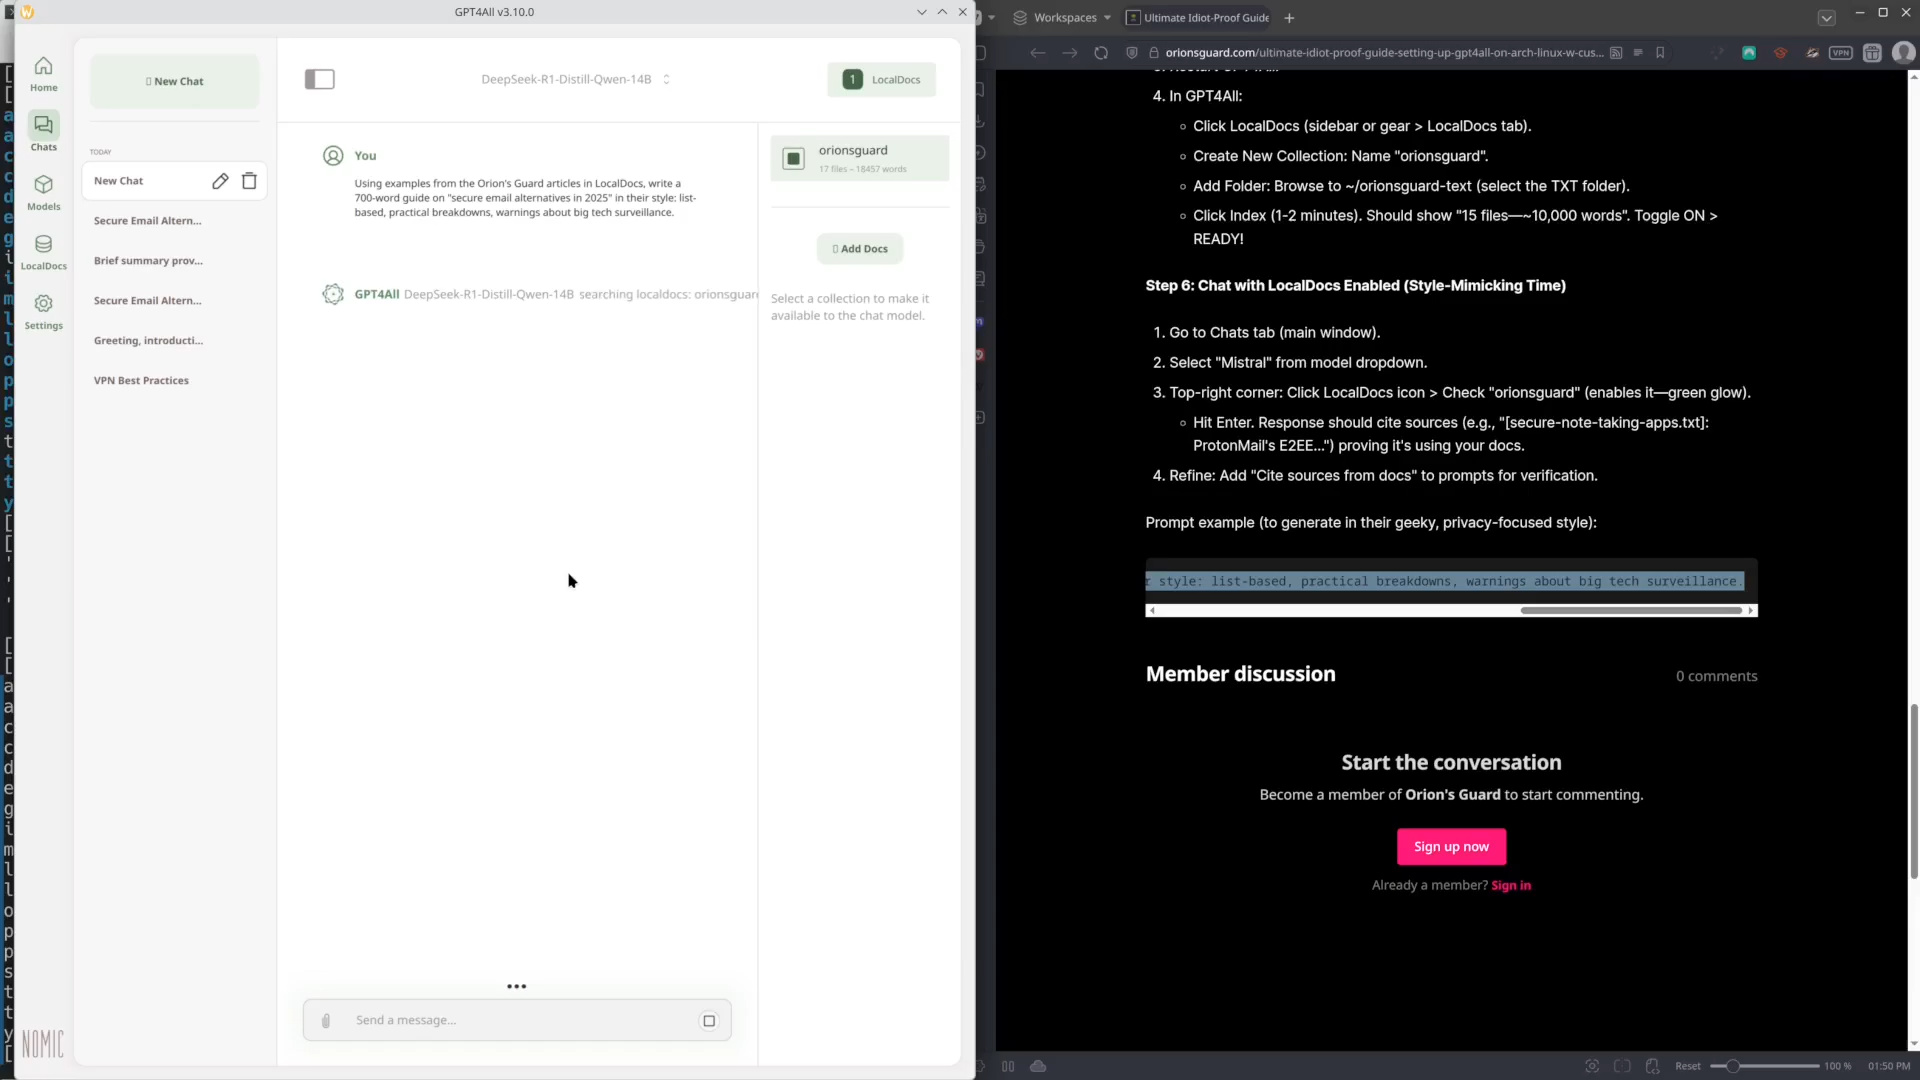 GPT4All v3.10.0
Home
Chats
Models
LocalDocs
Settings
NOMIC
New Chat
TODAY
New Chat
Secure Email Altern...
Brief summary prov...
Secure Email Altern...
Greeting, introducti...
VPN Best Practices
DeepSeek-R1-Distill-Qwen-14B
1 LocalDocs
You
Using examples from the Orion's Guard articles in LocalDocs, write a
700-word guide on "secure email alternatives in 2025" in their style: list-
based, practical breakdowns, warnings about big tech surveillance.
GPT4All DeepSeek-R1-Distill-Qwen-14B searching localdocs: orionsguard
orionsguard
17 files – 18457 words
Add Docs
Select a collection to make it
available to the chat model.
Send a message...
Workspaces
Ultimate Idiot-Proof Guide
orionsguard.com/ultimate-idiot-proof-guide-setting-up-gpt4all-on-arch-linux-w-cus...
VPN
4. In GPT4All:
Click LocalDocs (sidebar or gear > LocalDocs tab).
Create New Collection: Name "orionsguard".
Add Folder: Browse to ~/orionsguard-text (select the TXT folder).
Click Index (1-2 minutes). Should show "15 files—~10,000 words". Toggle ON >
READY!
Step 6: Chat with LocalDocs Enabled (Style-Mimicking Time)
1. Go to Chats tab (main window).
2. Select "Mistral" from model dropdown.
3. Top-right corner: Click LocalDocs icon > Check "orionsguard" (enables it—green glow).
Hit Enter. Response should cite sources (e.g., "[secure-note-taking-apps.txt]:
ProtonMail's E2EE...") proving it's using your docs.
4. Refine: Add "Cite sources from docs" to prompts for verification.
Prompt example (to generate in their geeky, privacy-focused style):
r style: list-based, practical breakdowns, warnings about big tech surveillance.
Member discussion
0 comments
Start the conversation
Become a member of Orion's Guard to start commenting.
Sign up now
Already a member? Sign in
Reset
100 %
01:50 PM